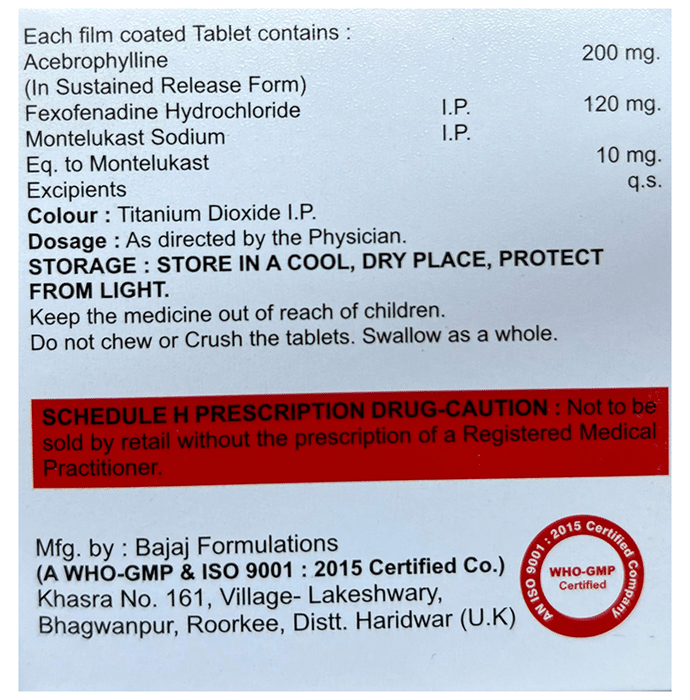 Each film coated Tablet contains :
Acebrophylline 200 mg.
(In Sustained Release Form)
Fexofenadine Hydrochloride I.P. 120 mg.
Montelukast Sodium I.P.
Eq. to Montelukast 10 mg.
Excipients q.s.
Colour : Titanium Dioxide I.P.
Dosage : As directed by the Physician.
STORAGE : STORE IN A COOL, DRY PLACE, PROTECT
FROM LIGHT.
Keep the medicine out of reach of children.
Do not chew or Crush the tablets. Swallow as a whole.
SCHEDULE H PRESCRIPTION DRUG-CAUTION : Not to be
sold by retail without the prescription of a Registered Medical
Practitioner.
Mfg. by : Bajaj Formulations
(A WHO-GMP & ISO 9001 : 2015 Certified Co.)
Khasra No. 161, Village- Lakeshwary,
Bhagwanpur, Roorkee, Distt. Haridwar (U.K)
AN ISO 9001 : 2015 Certified Company
WHO-GMP
Certified